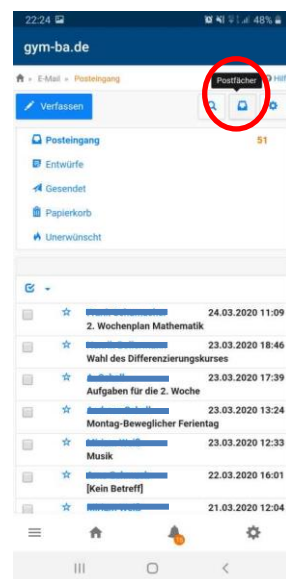 22:24 48%
gym-ba.de
E-Mail Posteingang Hilf
Postfächer
Verfassen
Posteingang 51
Entwürfe
Gesendet
Papierkorb
Unerwünscht
24.03.2020 11:09
2. Wochenplan Mathematik
23.03.2020 18:46
Wahl des Differenzierungskurses
23.03.2020 17:39
Aufgaben für die 2. Woche
23.03.2020 13:24
Montag-Beweglicher Ferientag
23.03.2020 12:33
Musik
22.03.2020 16:01
[Kein Betreff]
21.03.2020 12:04